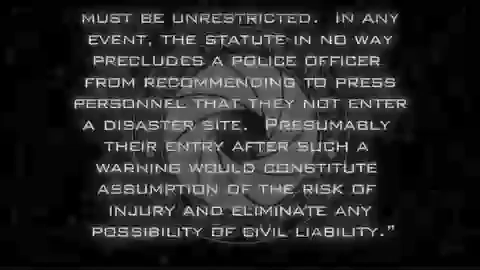 MUST BE UNRESTRICTED. IN ANY
EVENT, THE STATUTE IN NO WAY
PRECLUDES A POLICE OFFICER
FROM RECOMMENDING TO PRESS
PERSONNEL THAT THEY NOT ENTER
A DISASTER SITE. PRESUMABLY
THEIR ENTRY AFTER SUCH A
WARNING WOULD CONSTITUTE
ASSUMPTION OF THE RISK OF
INJURY AND ELIMINATE ANY
POSSIBILITY OF CIVIL LIABILITY."